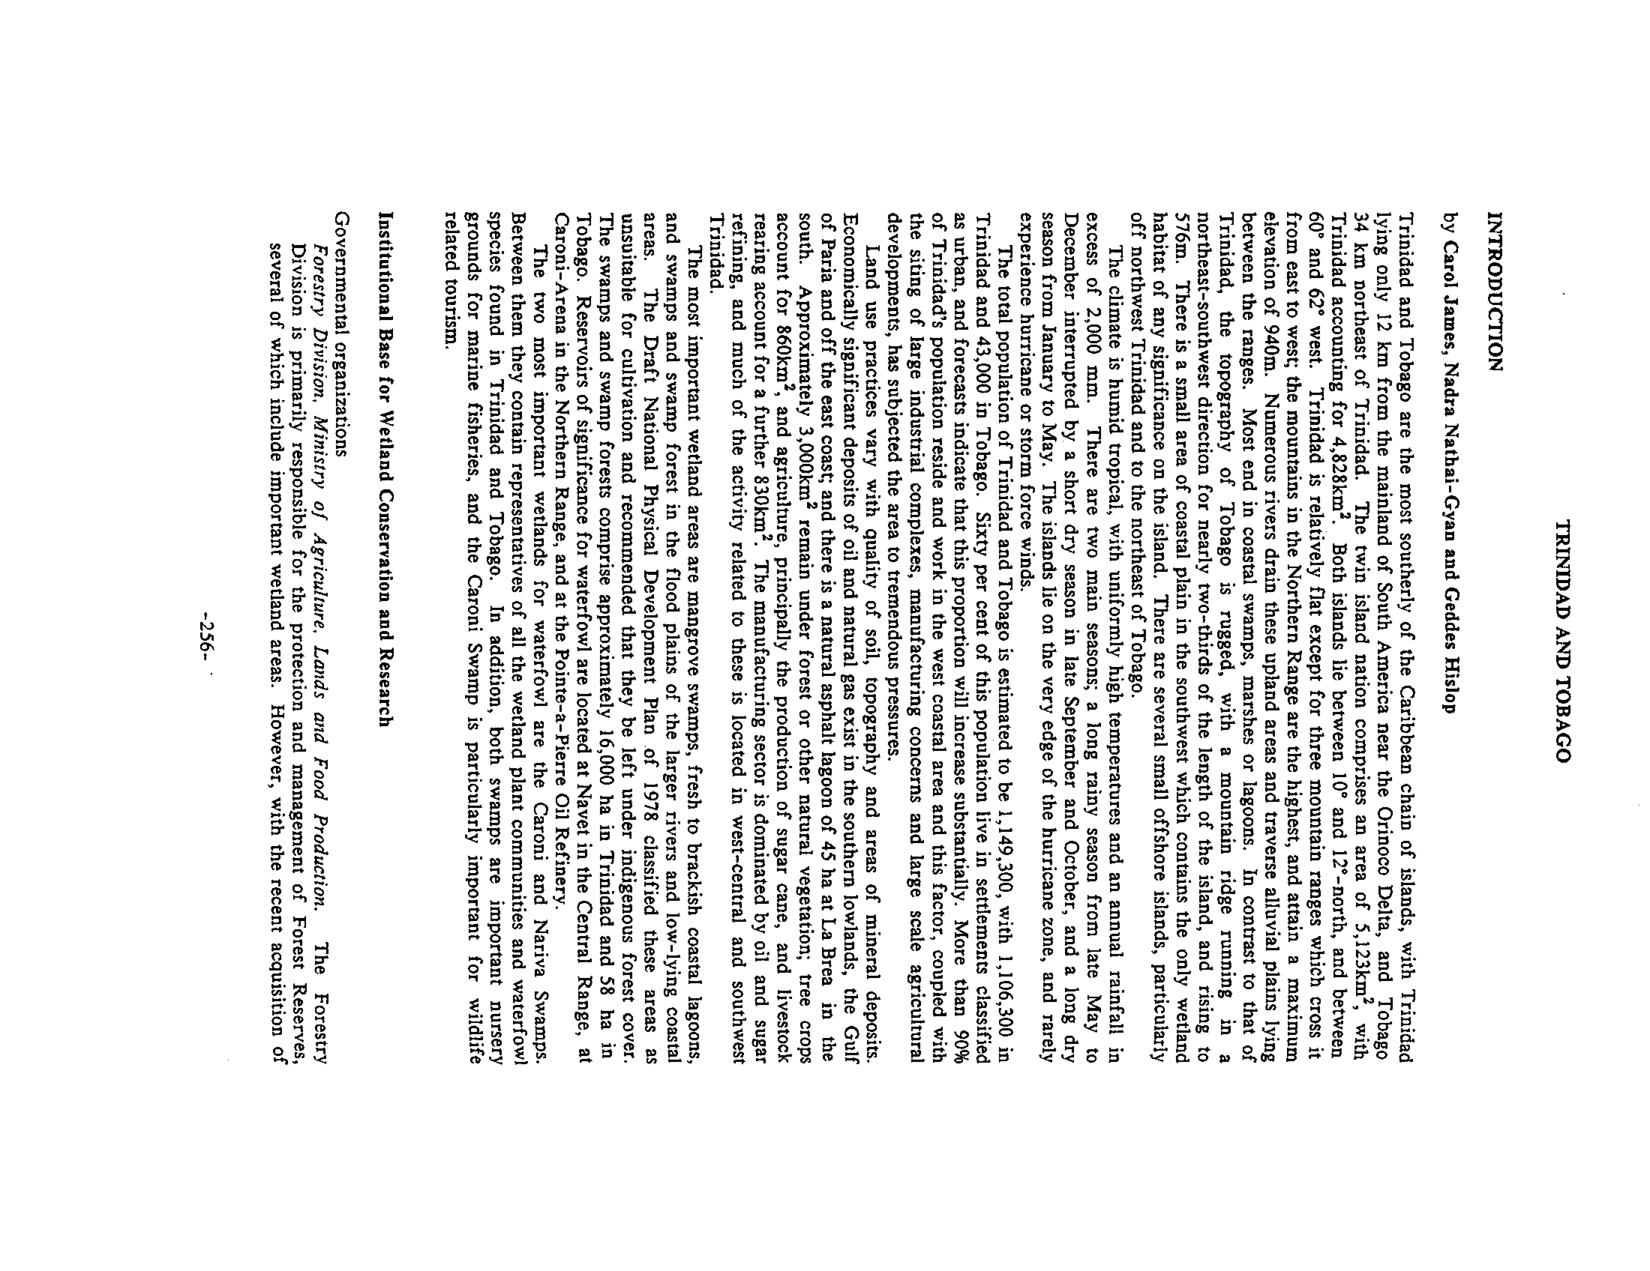 TRINIDAD AND TOBAGO
INTRODUCTION
by Carol James, Nadra Nathai-Gyan and Geddes Hislop
Trinidad and Tobago are the most southerly of the Caribbean chain of islands, with Trinidad
lying only 12 km from the mainland of South America near the Orinoco Delta, and Tobago
34 km northeast of Trinidad. The twin island nation comprises an area of 5,123km², with
Trinidad accounting for 4,828km². Both islands lie between 10° and 12°-north, and between
60° and 62° west. Trinidad is relatively flat except for three mountain ranges which cross it
from east to west; the mountains in the Northern Range are the highest, and attain a maximum
elevation of 940m. Numerous rivers drain these upland areas and traverse alluvial plains lying
between the ranges. Most end in coastal swamps, marshes or lagoons. In contrast to that of
Trinidad, the topography of Tobago is rugged, with a mountain ridge running in a
northeast-southwest direction for nearly two-thirds of the length of the island, and rising to
576m. There is a small area of coastal plain in the southwest which contains the only wetland
habitat of any significance on the island. There are several small offshore islands, particularly
off northwest Trinidad and to the northeast of Tobago.
The climate is humid tropical, with uniformly high temperatures and an annual rainfall in
excess of 2,000 mm. There are two main seasons; a long rainy season from late May to
December interrupted by a short dry season in late September and October, and a long dry
season from January to May. The islands lie on the very edge of the hurricane zone, and rarely
experience hurricane or storm force winds.
The total population of Trinidad and Tobago is estimated to be 1,149,300, with 1,106,300 in
Trinidad and 43,000 in Tobago. Sixty per cent of this population live in settlements classified
as urban, and forecasts indicate that this proportion will increase substantially. More than 90%
of Trinidad's population reside and work in the west coastal area and this factor, coupled with
the siting of large industrial complexes, manufacturing concerns and large scale agricultural
developments, has subjected the area to tremendous pressures.
Land use practices vary with quality of soil, topography and areas of mineral deposits.
Economically significant deposits of oil and natural gas exist in the southern lowlands, the Gulf
of Paria and off the east coast; and there is a natural asphalt lagoon of 45 ha at La Brea in the
south. Approximately 3,000km² remain under forest or other natural vegetation; tree crops
account for 860km², and agriculture, principally the production of sugar cane, and livestock
rearing account for a further 830km². The manufacturing sector is dominated by oil and sugar
refining, and much of the activity related to these is located in west-central and southwest
Trinidad.
The most important wetland areas are mangrove swamps, fresh to brackish coastal lagoons,
and swamps and swamp forest in the flood plains of the larger rivers and low-lying coastal
areas. The Draft National Physical Development Plan of 1978 classified these areas as
unsuitable for cultivation and recommended that they be left under indigenous forest cover.
The swamps and swamp forests comprise approximately 16,000 ha in Trinidad and 58 ha in
Tobago. Reservoirs of significance for waterfowl are located at Navet in the Central Range, at
Caroni-Arena in the Northern Range, and at the Pointe-a-Pierre Oil Refinery.
The two most important wetlands for waterfowl are the Caroni and Nariva Swamps.
Between them they contain representatives of all the wetland plant communities and waterfowl
species found in Trinidad and Tobago. In addition, both swamps are important nursery
grounds for marine fisheries, and the Caroni Swamp is particularly important for wildlife
related tourism.
Institutional Base for Wetland Conservation and Research
Governmental organizations
Forestry Division, Ministry of Agriculture, Lands and Food Production. The Forestry
Division is primarily responsible for the protection and management of Forest Reserves,
several of which include important wetland areas. However, with the recent acquisition of
-256-